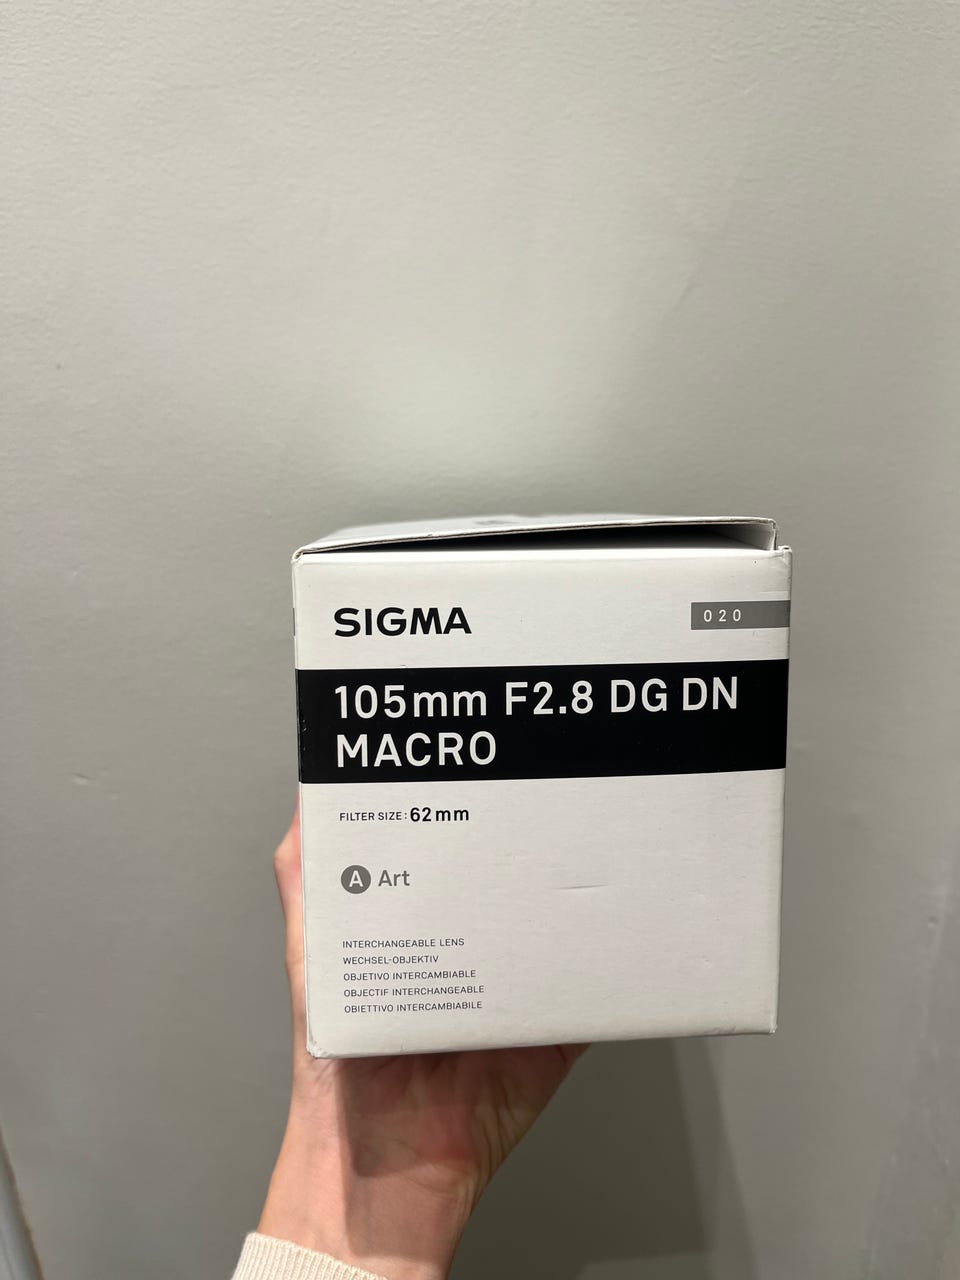 SIGMA
020
105mm F2.8 DG DN
MACRO
FILTER SIZE: 62mm
A Art
INTERCHANGEABLE LENS
WECHSEL-OBJEKTIV
OBJETIVO INTERCAMBIABLE
OBJECTIF INTERCHANGEABLE
OBIETTIVO INTERCAMBIABILE